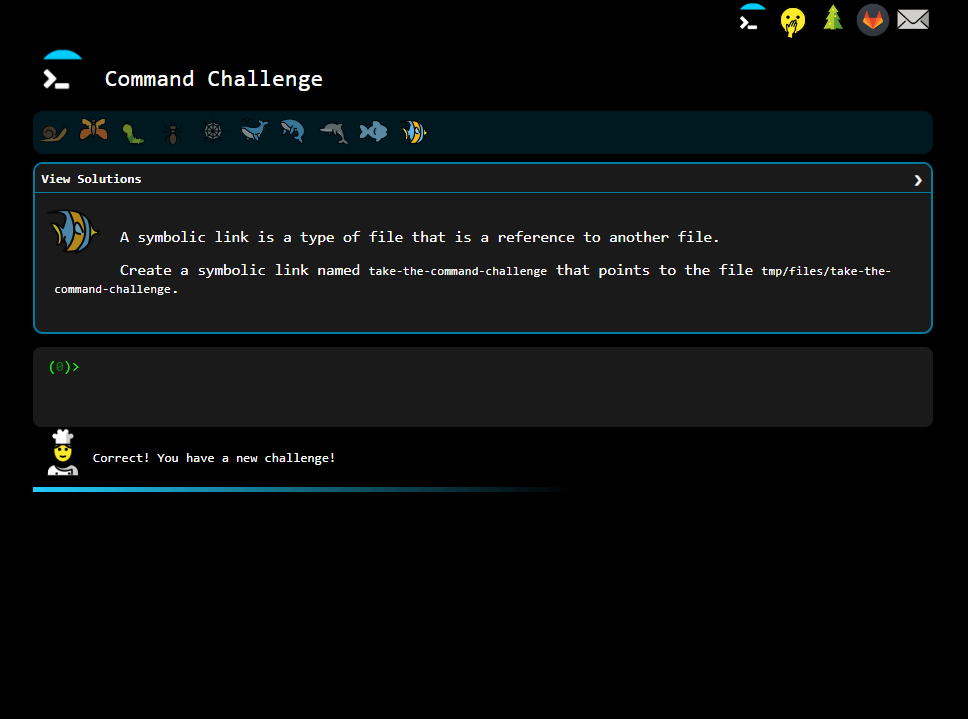 Command Challenge
View Solutions
A symbolic link is a type of file that is a reference to another file.
Create a symbolic link named take-the-command-challenge that points to the file tmp/files/take-the-
command-challenge.
(0)>
Correct! You have a new challenge!